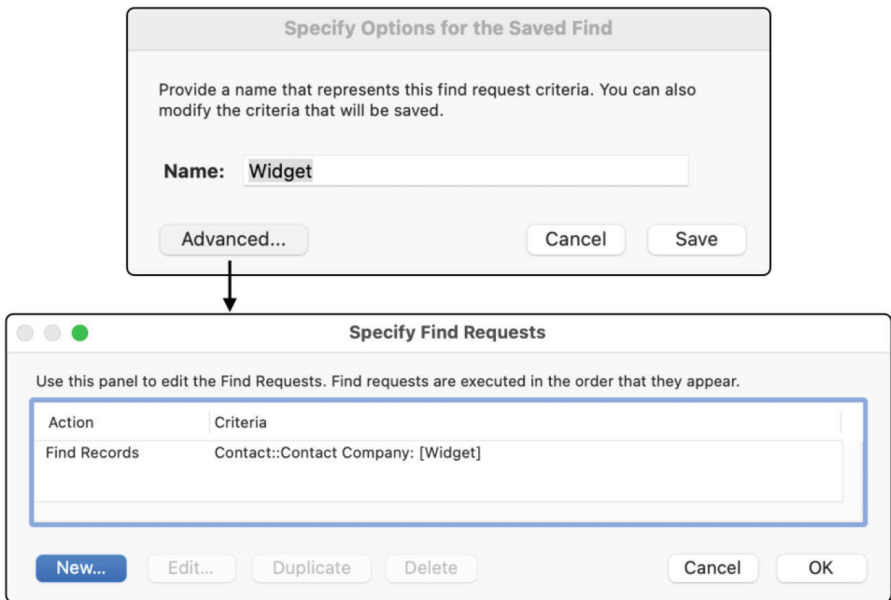 Specify Options for the Saved Find
Provide a name that represents this find request criteria. You can also
modify the criteria that will be saved.
Name: Widget
Advanced... Cancel Save
Specify Find Requests
Use this panel to edit the Find Requests. Find requests are executed in the order that they appear.
Action Criteria
Find Records Contact::Contact Company: [Widget]
New... Edit... Duplicate Delete Cancel OK